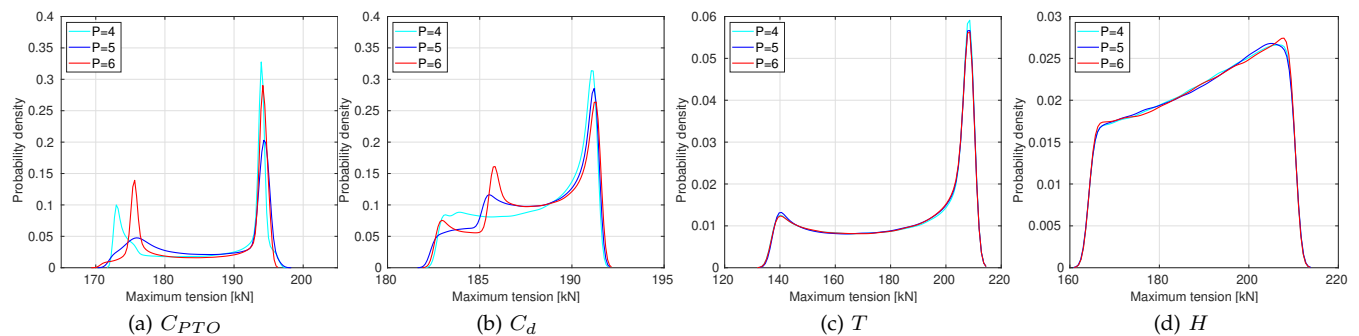 0.4
0.35
0.3
0.25
0.2
0.15
0.1
0.05
0
Probability density
P=4
P=5
P=6
170 180 190 200
Maximum tension [kN]
(a) C_{PTO}
0.4
0.35
0.3
0.25
0.2
0.15
0.1
0.05
0
Probability density
P=4
P=5
P=6
180 185 190 195
Maximum tension [kN]
(b) C_d
0.06
0.05
0.04
0.03
0.02
0.01
0
Probability density
P=4
P=5
P=6
120 140 160 180 200 220
Maximum tension [kN]
(c) T
0.03
0.025
0.02
0.015
0.01
0.005
0
Probability density
P=4
P=5
P=6
160 180 200 220
Maximum tension [kN]
(d) H